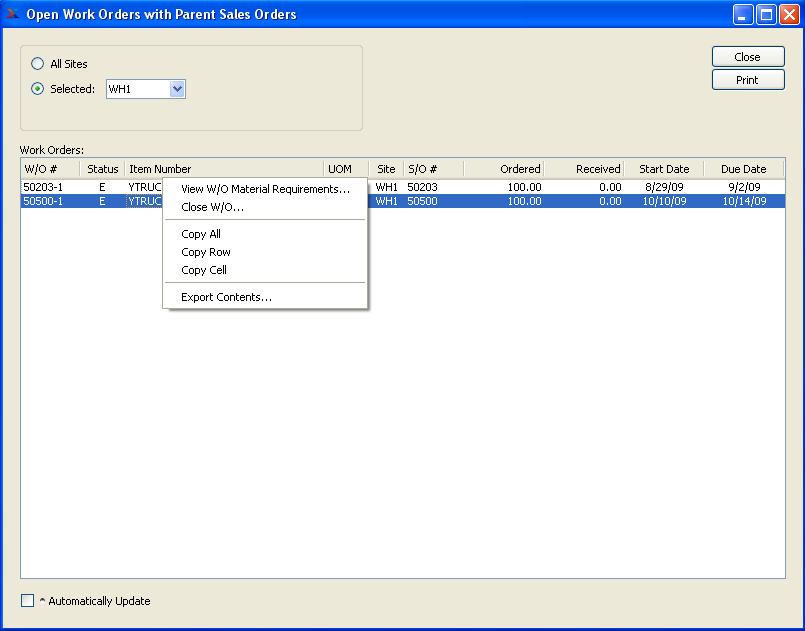 Open Work Orders with Parent Sales Orders
All Sites
Selected: WH1
Close
Print
Work Orders:
W/O # Status Item Number UOM Site S/O # Ordered Received Start Date Due Date
50203-1 E YTRUC WH1 50203 100.00 0.00 8/29/09 9/2/09
50500-1 E YTRUC WH1 50500 100.00 0.00 10/10/09 10/14/09
View W/O Material Requirements...
Close W/O...
Copy All
Copy Row
Copy Cell
Export Contents...
^ Automatically Update